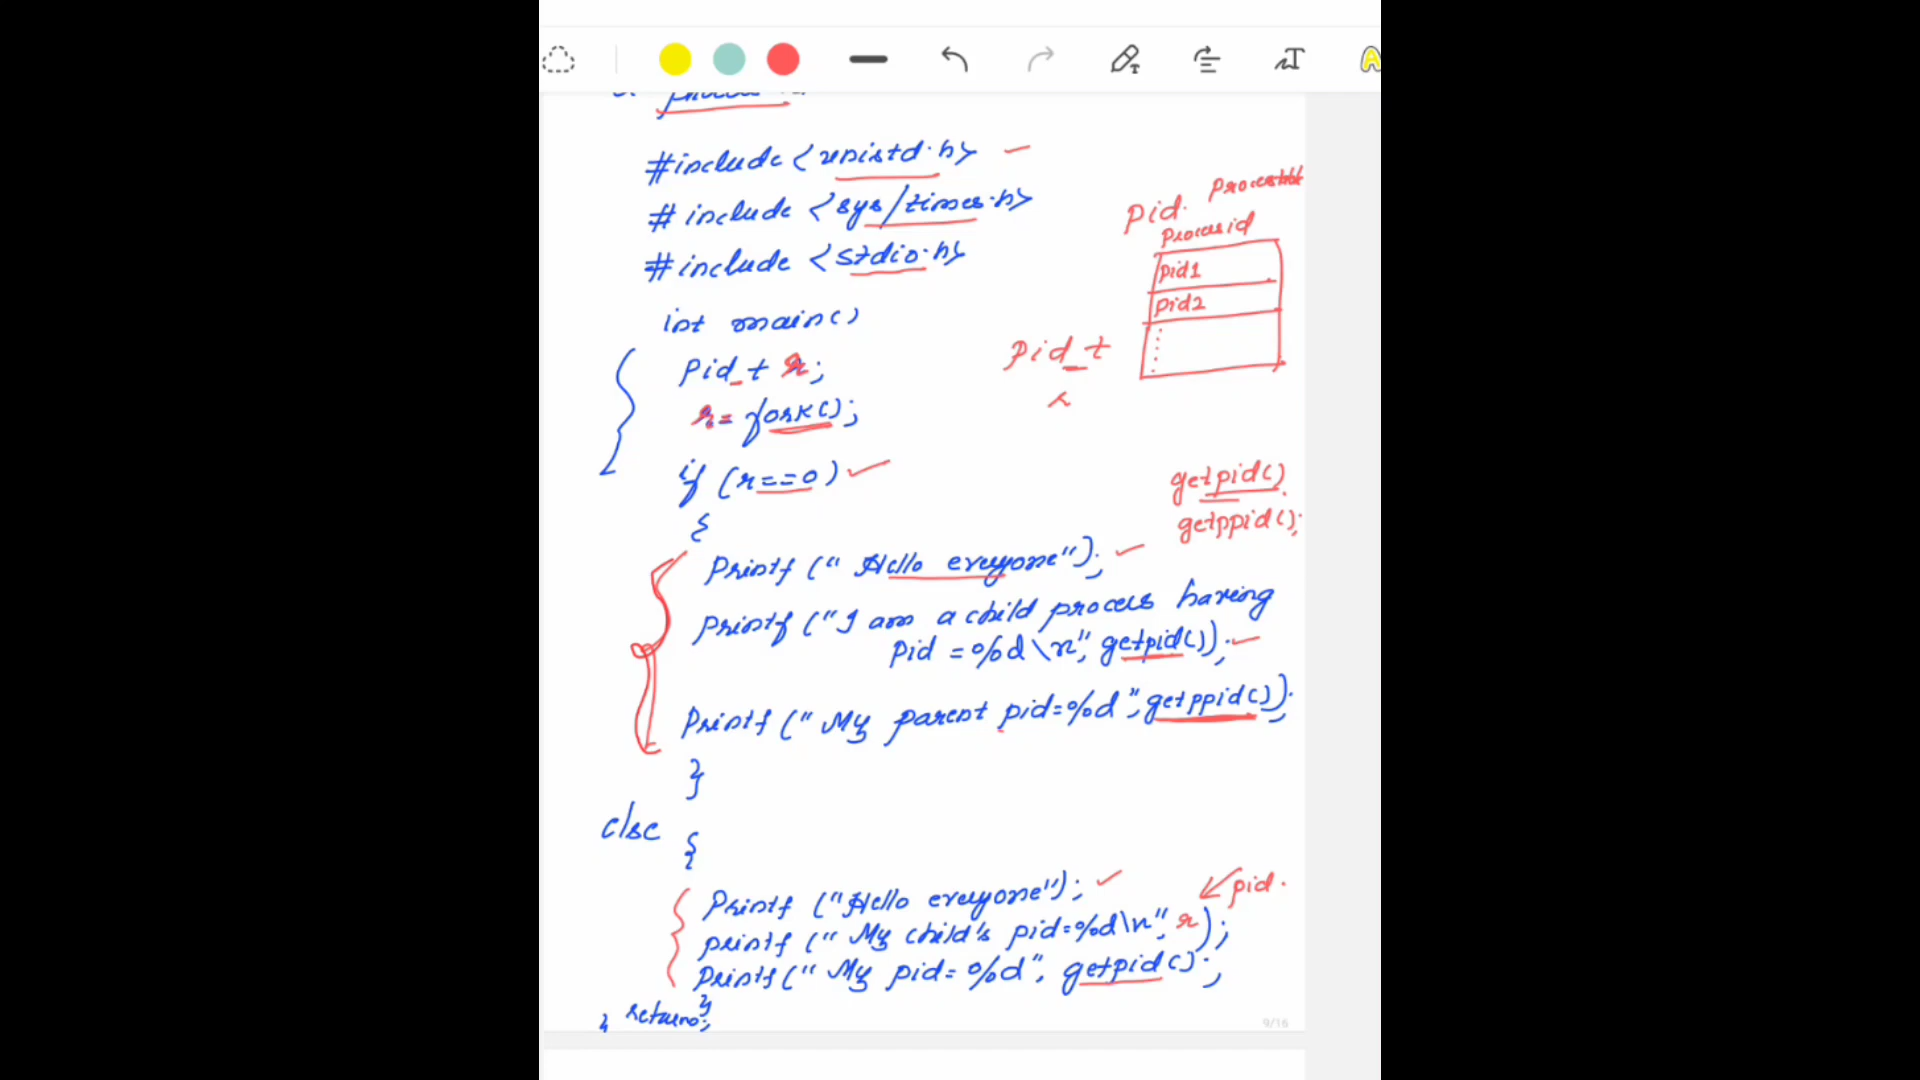 #include <unistd.h>
# include <sys/times.h>
#include <stdio.h>
int main()
{ Pid_t r;
r= fork();
if (r==0)
{
Printf (" Hello everyone");
Printf ("I am a child process having
Pid =%d\n", getpid());
Printf (" My parent pid=%d", getppid());
}
else {
Printf ("Hello everyone");
printf (" My child's pid=%d\n", r);
Printf (" My pid= %d", getpid();
}
} return;
Pid.
Process id
pid1
pid2
Pid_t
r
getpid()
getppid();
pid.
9/16